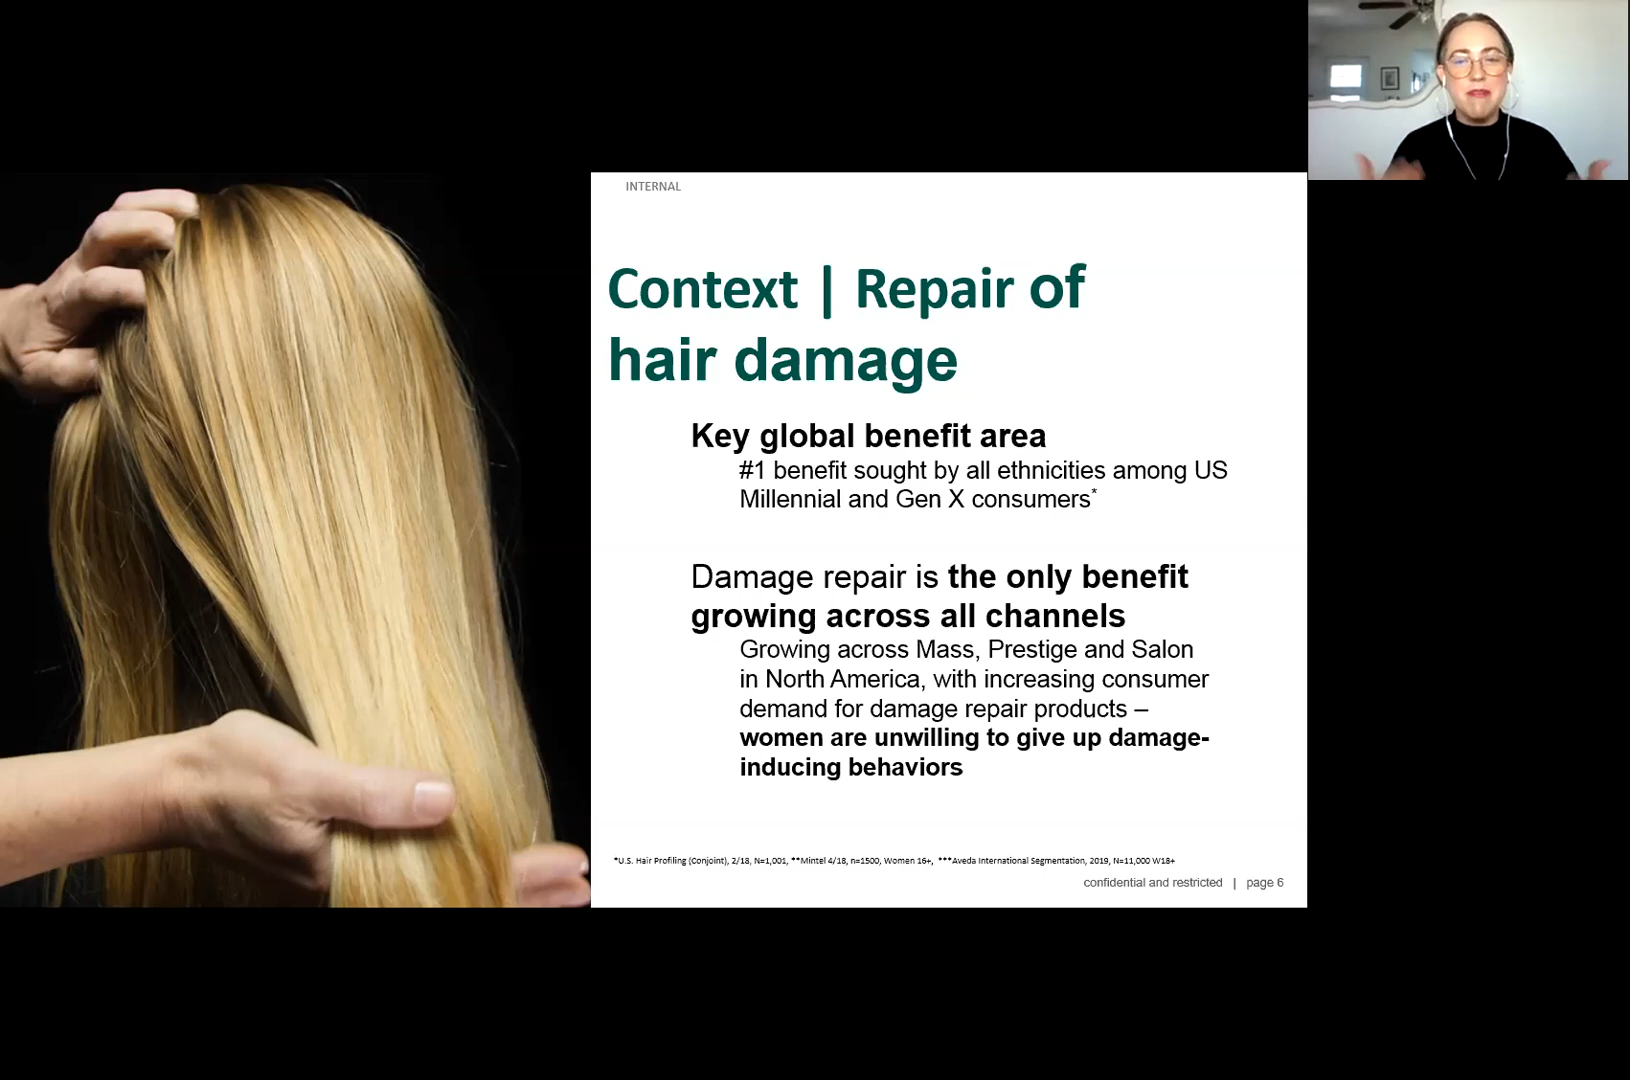 INTERNAL
Context | Repair of
hair damage
Key global benefit area
#1 benefit sought by all ethnicities among US
Millennial and Gen X consumers*
Damage repair is the only benefit
growing across all channels
Growing across Mass, Prestige and Salon
in North America, with increasing consumer
demand for damage repair products –
women are unwilling to give up damage-
inducing behaviors
*U.S. Hair Profiling (Conjoint), 2/18, N=1,001, **Mintel 4/18, n=1500, Women 16+, ***Aveda International Segmentation, 2019, N=11,000 W18+
confidential and restricted | page 6